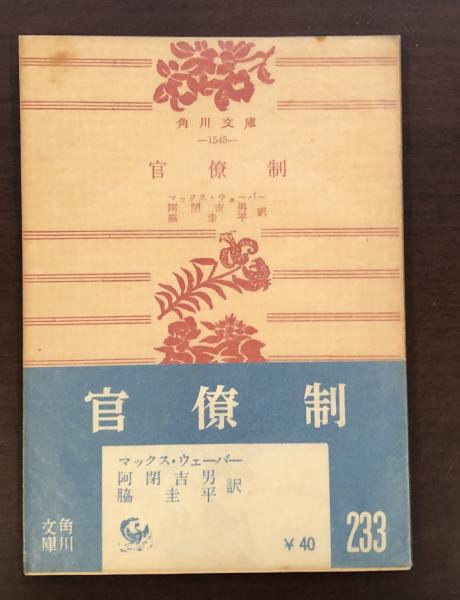 角川文庫
—1545—
官僚制
マックス・ウェーバー
阿閉吉男
脇圭平 訳
官僚制
マックス・ウェーバー
阿閉吉男
脇圭平 訳
角川
文庫
¥40
233